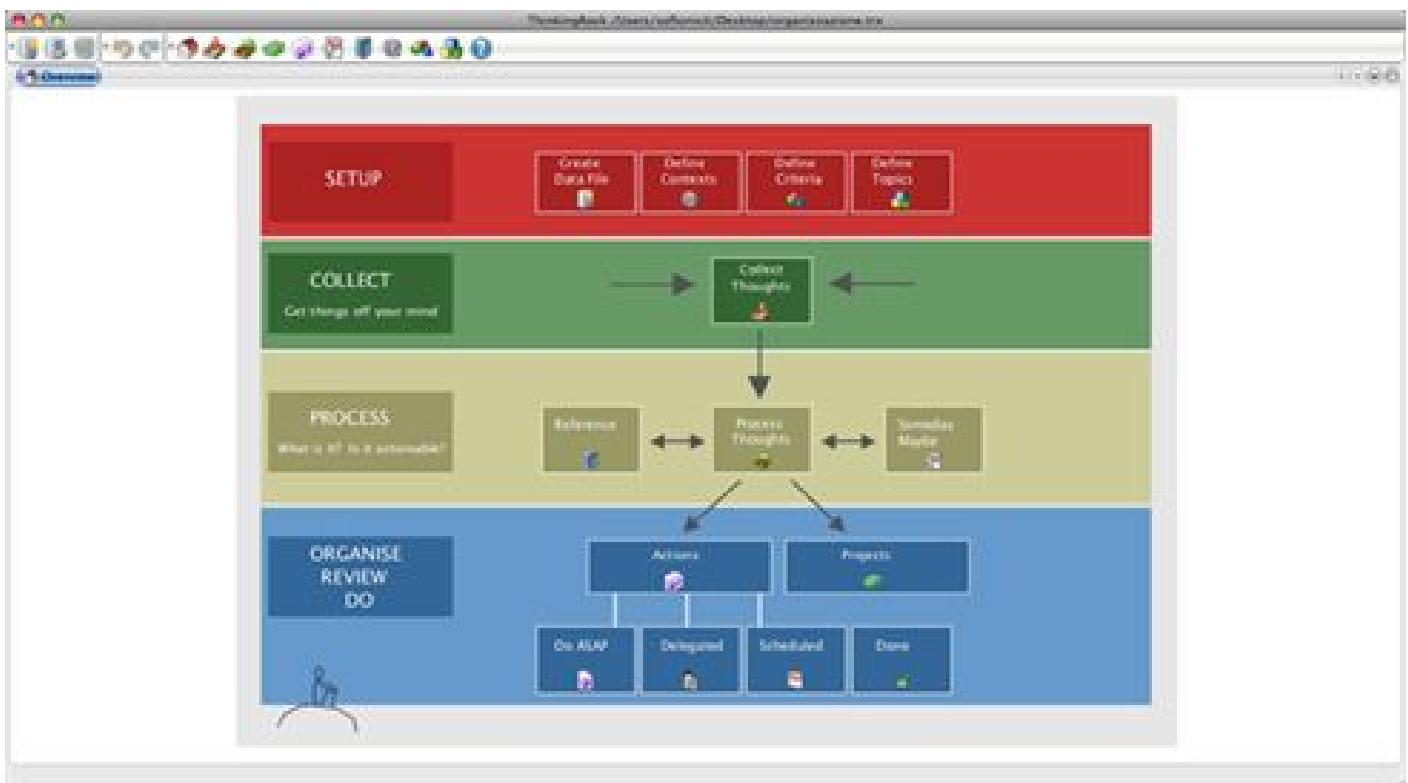 Overview
SETUP
Create
Data File
Define
Contexts
Define
Criteria
Define
Topics
COLLECT
Get things off your mind
Collect
Thoughts
PROCESS
What is it? Is it actionable?
Reference
Process
Thoughts
Someday
Maybe
ORGANISE
REVIEW
DO
Actions
Projects
Do ASAP
Delegated
Scheduled
Done